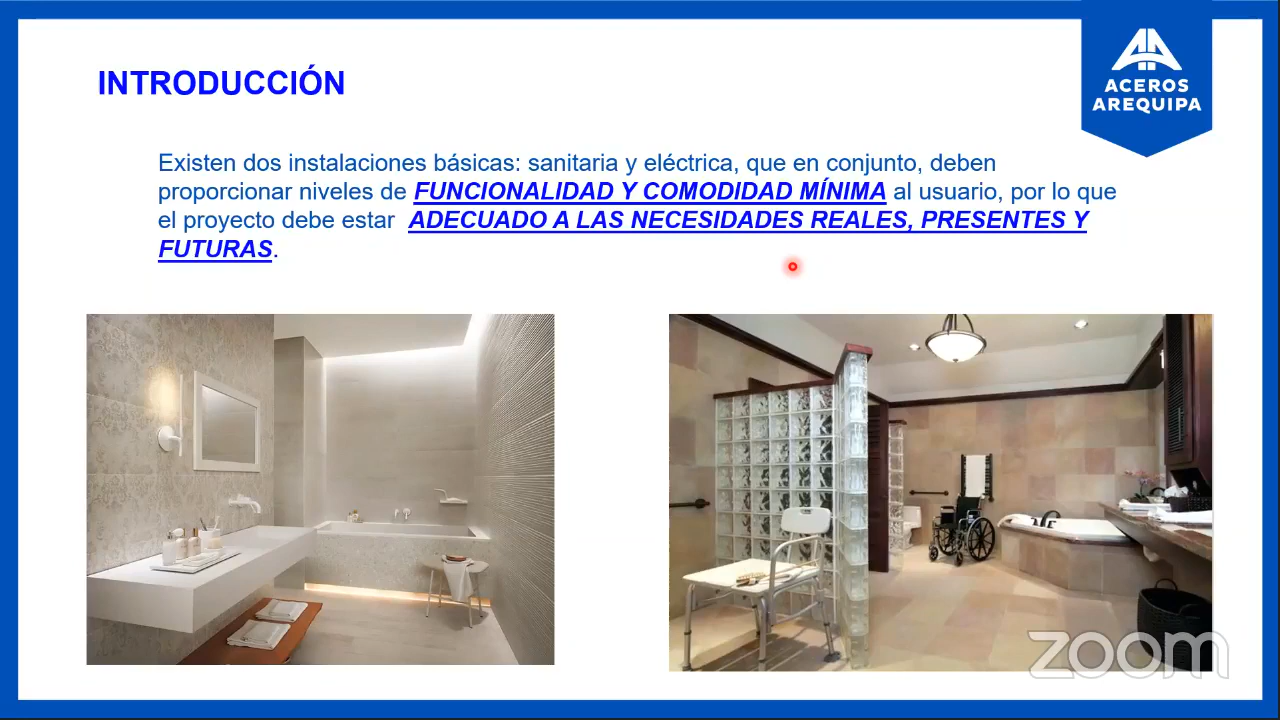 INTRODUCCIÓN
ACEROS
AREQUIPA
Existen dos instalaciones básicas: sanitaria y eléctrica, que en conjunto, deben
proporcionar niveles de FUNCIONALIDAD Y COMODIDAD MÍNIMA al usuario, por lo que
el proyecto debe estar ADECUADO A LAS NECESIDADES REALES, PRESENTES Y
FUTURAS.
zoom